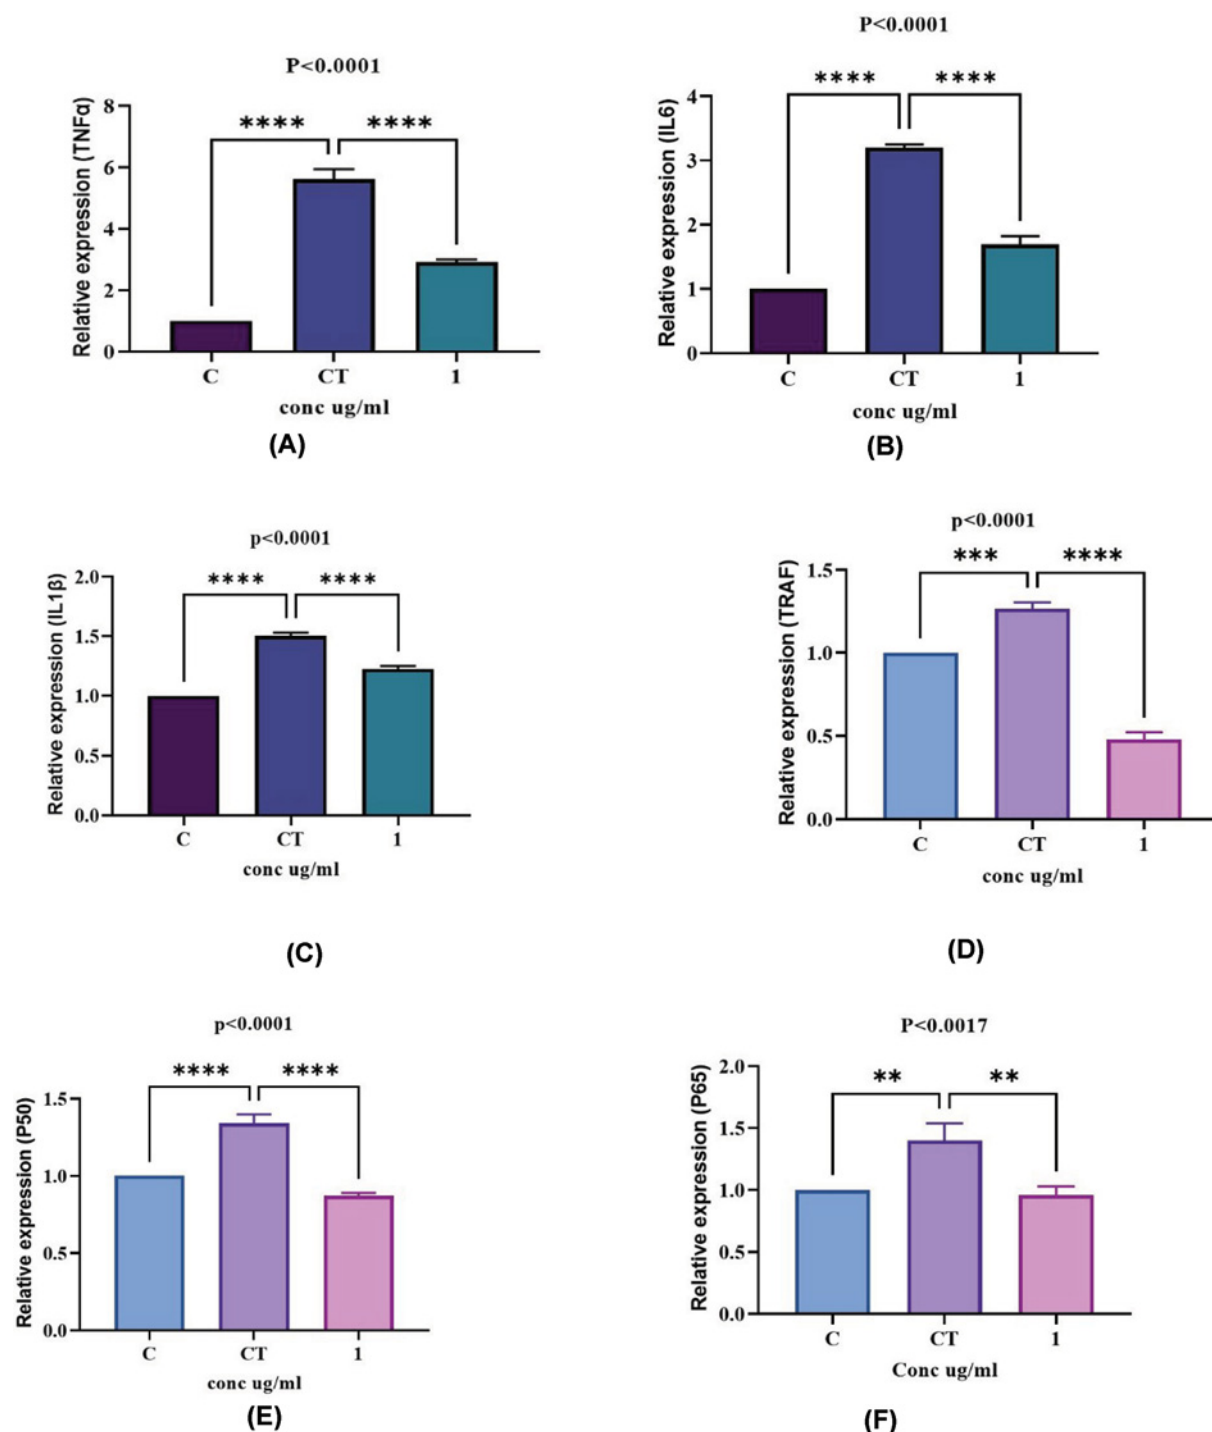 P<0.0001
**** ****
Relative expression (TNFα)
8
6
4
2
0
C CT 1
conc ug/ml
(A)
P<0.0001
**** ****
Relative expression (IL6)
4
3
2
1
0
C CT 1
conc ug/ml
(B)
p<0.0001
**** ****
Relative expression (IL1β)
2.0
1.5
1.0
0.5
0.0
C CT 1
conc ug/ml
(C)
p<0.0001
*** ****
Relative expression (TRAF)
1.5
1.0
0.5
0.0
C CT 1
conc ug/ml
(D)
p<0.0001
**** ****
Relative expression (P50)
1.5
1.0
0.5
0.0
C CT 1
conc ug/ml
(E)
P<0.0017
** **
Relative expression (P65)
2.0
1.5
1.0
0.5
0.0
C CT 1
Conc ug/ml
(F)